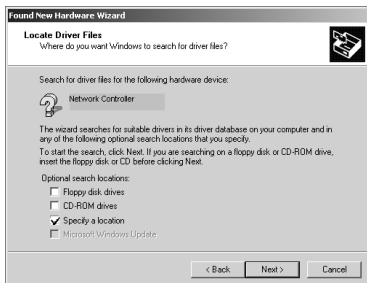 Found New Hardware Wizard
Locate Driver Files
Where do you want Windows to search for driver files?
Search for driver files for the following hardware device:
Network Controller
The wizard searches for suitable drivers in its driver database on your computer and in
any of the following optional search locations that you specify.
To start the search, click Next. If you are searching on a floppy disk or CD-ROM drive,
insert the floppy disk or CD before clicking Next.
Optional search locations:
Floppy disk drives
CD-ROM drives
Specify a location
Microsoft Windows Update
< Back Next > Cancel